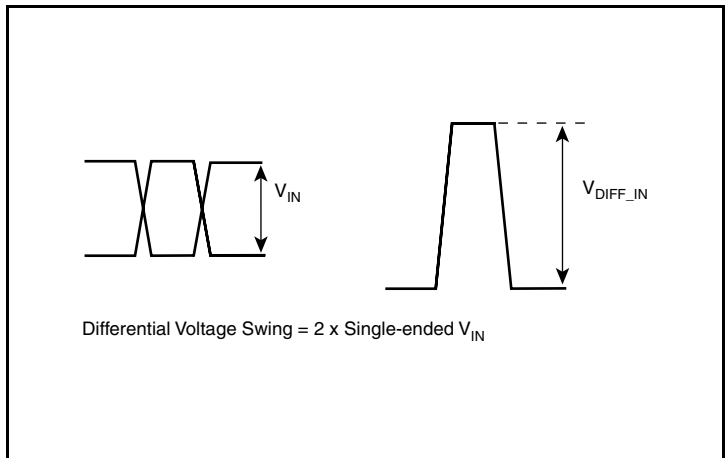 V_IN
V_DIFF_IN
Differential Voltage Swing = 2 x Single-ended V_IN